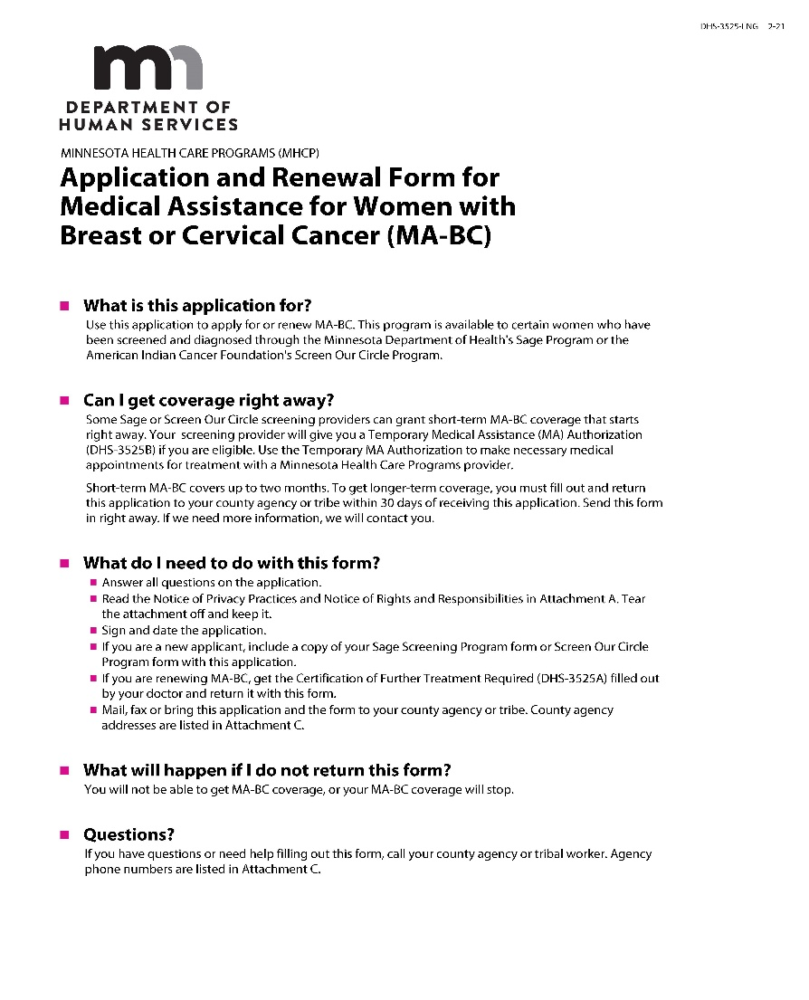 DHS-3525-ENG 2-21
mn
DEPARTMENT OF
HUMAN SERVICES
MINNESOTA HEALTH CARE PROGRAMS (MHCP)
Application and Renewal Form for
Medical Assistance for Women with
Breast or Cervical Cancer (MA-BC)
What is this application for?
Use this application to apply for or renew MA-BC. This program is available to certain women who have
been screened and diagnosed through the Minnesota Department of Health's Sage Program or the
American Indian Cancer Foundation's Screen Our Circle Program.
Can I get coverage right away?
Some Sage or Screen Our Circle screening providers can grant short-term MA-BC coverage that starts
right away. Your screening provider will give you a Temporary Medical Assistance (MA) Authorization
(DHS-3525B) if you are eligible. Use the Temporary MA Authorization to make necessary medical
appointments for treatment with a Minnesota Health Care Programs provider.
Short-term MA-BC covers up to two months. To get longer-term coverage, you must fill out and return
this application to your county agency or tribe within 30 days of receiving this application. Send this form
in right away. If we need more information, we will contact you.
What do I need to do with this form?
Answer all questions on the application.
Read the Notice of Privacy Practices and Notice of Rights and Responsibilities in Attachment A. Tear
the attachment off and keep it.
Sign and date the application.
If you are a new applicant, include a copy of your Sage Screening Program form or Screen Our Circle
Program form with this application.
If you are renewing MA-BC, get the Certification of Further Treatment Required (DHS-3525A) filled out
by your doctor and return it with this form.
Mail, fax or bring this application and the form to your county agency or tribe. County agency
addresses are listed in Attachment C.
What will happen if I do not return this form?
You will not be able to get MA-BC coverage, or your MA-BC coverage will stop.
Questions?
If you have questions or need help filling out this form, call your county agency or tribal worker. Agency
phone numbers are listed in Attachment C.